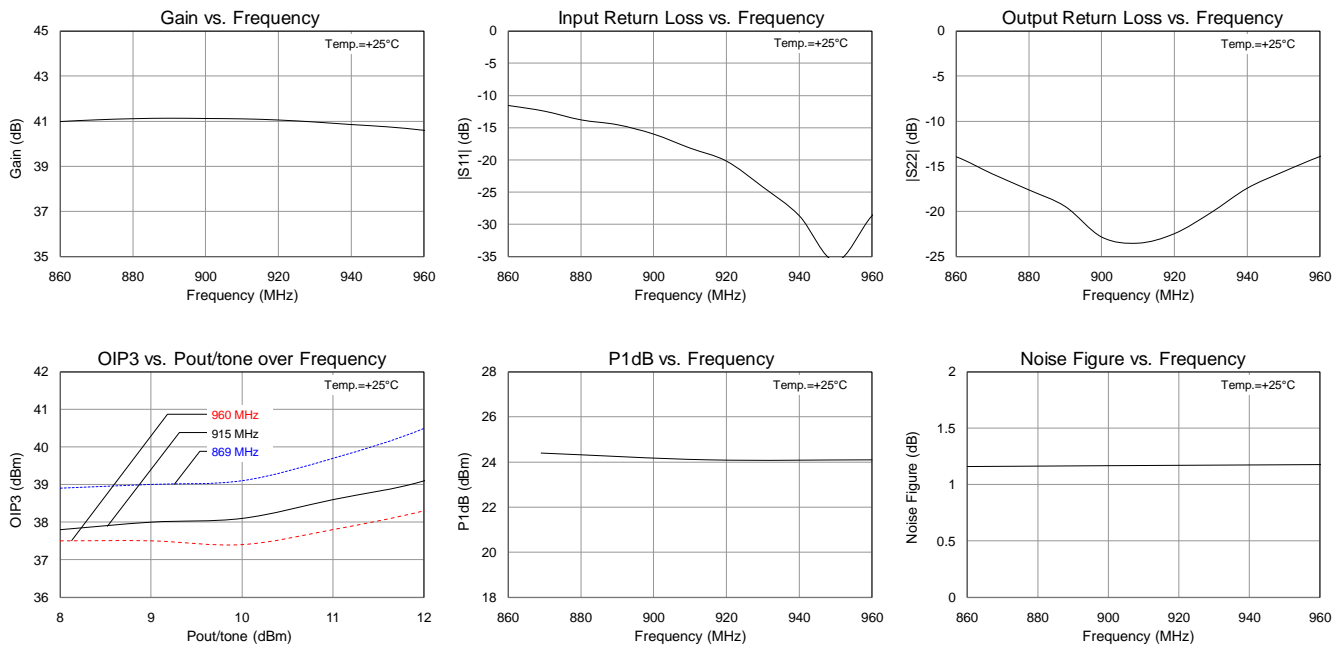 Gain vs. Frequency
45
43
41
39
37
35
860
880
900
920
940
960
Gain (dB)
Frequency (MHz)
Temp.=+25°C
Input Return Loss vs. Frequency
0
-5
-10
-15
-20
-25
-30
-35
860
880
900
920
940
960
|S11| (dB)
Frequency (MHz)
Temp.=+25°C
Output Return Loss vs. Frequency
0
-5
-10
-15
-20
-25
860
880
900
920
940
960
|S22| (dB)
Frequency (MHz)
Temp.=+25°C
OIP3 vs. Pout/tone over Frequency
42
41
40
39
38
37
36
8
9
10
11
12
OIP3 (dBm)
Pout/tone (dBm)
Temp.=+25°C
960 MHz
915 MHz
869 MHz
P1dB vs. Frequency
28
26
24
22
20
18
860
880
900
920
940
960
P1dB (dBm)
Frequency (MHz)
Temp.=+25°C
Noise Figure vs. Frequency
2
1.5
1
0.5
0
860
880
900
920
940
960
Noise Figure (dB)
Frequency (MHz)
Temp.=+25°C